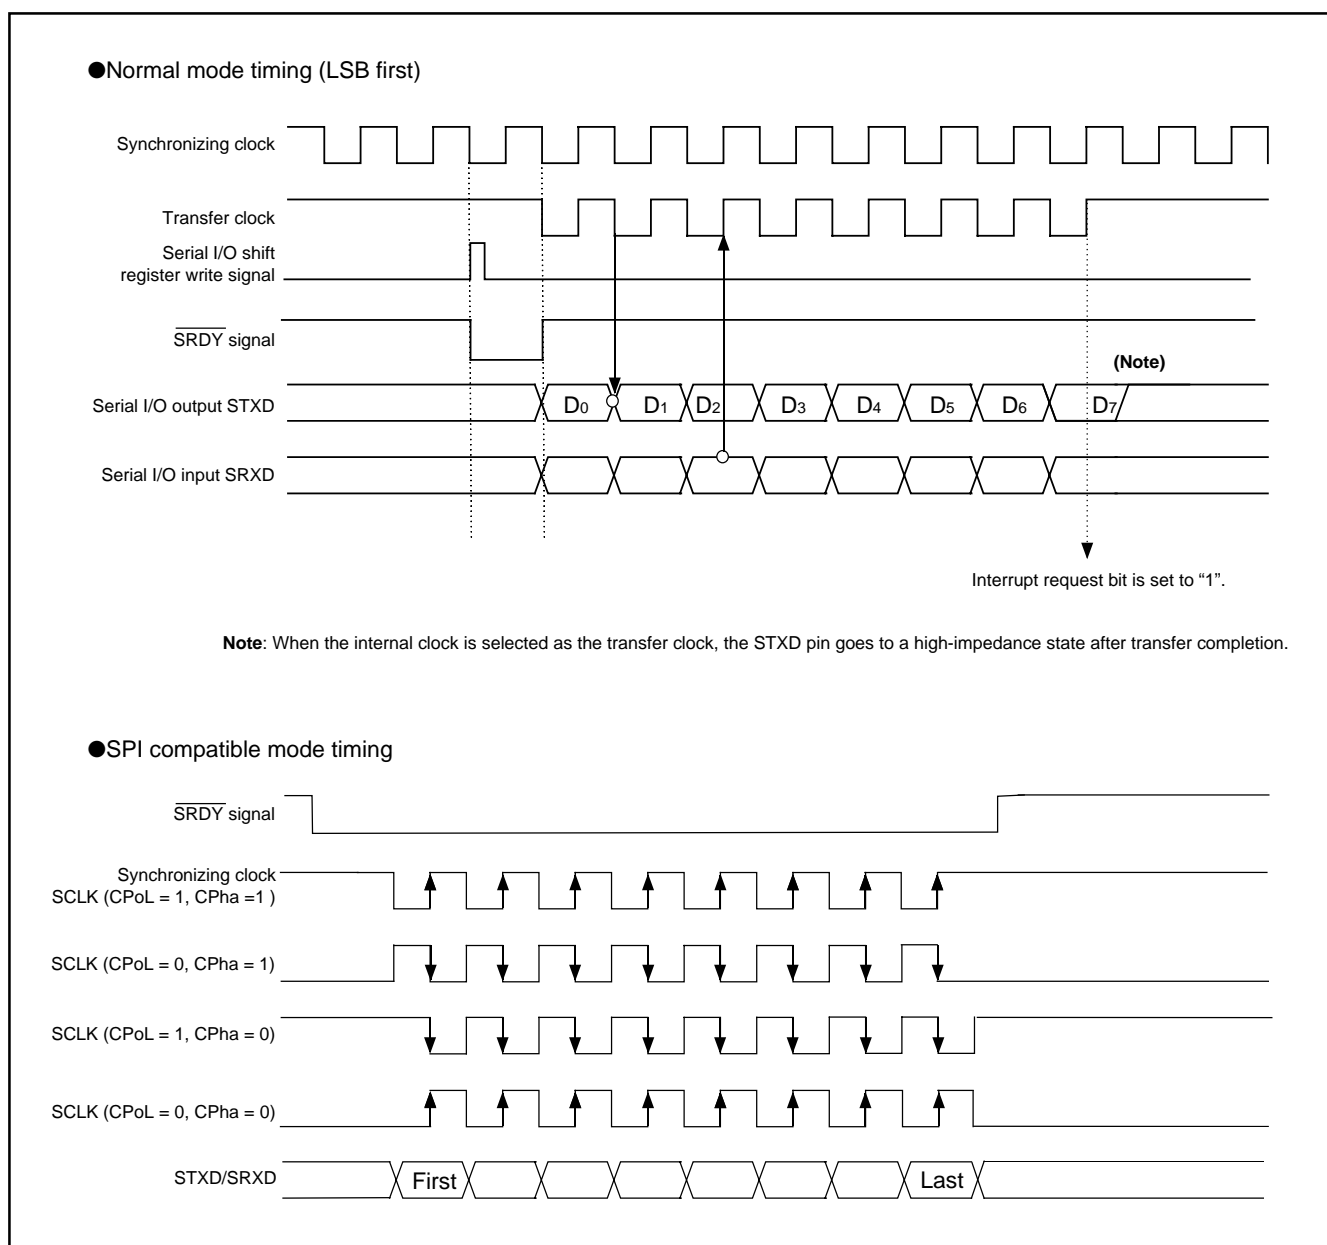 ●Normal mode timing (LSB first)
Synchronizing clock
Transfer clock
Serial I/O shift
register write signal
SRDY signal
(Note)
Serial I/O output STXD
D0 D1 D2 D3 D4 D5 D6 D7
Serial I/O input SRXD
Interrupt request bit is set to “1”.
Note: When the internal clock is selected as the transfer clock, the STXD pin goes to a high-impedance state after transfer completion.
●SPI compatible mode timing
SRDY signal
Synchronizing clock
SCLK (CPoL = 1, CPha =1 )
SCLK (CPoL = 0, CPha = 1)
SCLK (CPoL = 1, CPha = 0)
SCLK (CPoL = 0, CPha = 0)
STXD/SRXD
First Last